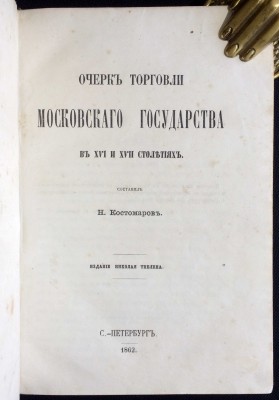 ОЧЕРКЪ ТОРГОВЛИ
МОСКОВСКАГО ГОСУДАРСТВА
ВЪ XVI И XVII СТОЛѢТІЯХЪ.
СОСТАВИЛЪ
Н. Костомаровъ.
ИЗДАНІЕ НИКОЛАЯ ТИБЛЕНА.
С.-ПЕТЕРБУРГЪ.
1862.